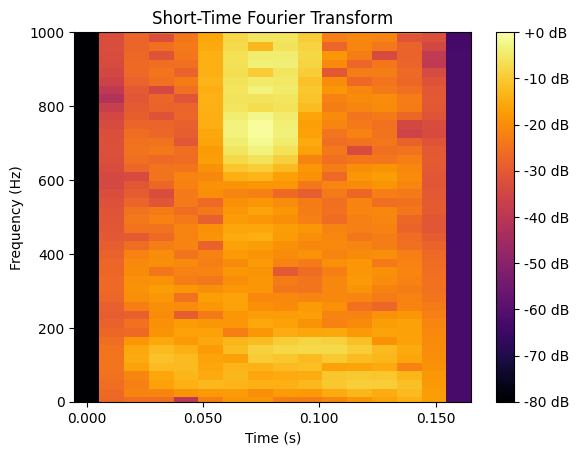 Short-Time Fourier Transform
1000
800
600
400
200
0
Frequency (Hz)
0.000
0.050
0.100
0.150
Time (s)
+0 dB
-10 dB
-20 dB
-30 dB
-40 dB
-50 dB
-60 dB
-70 dB
-80 dB